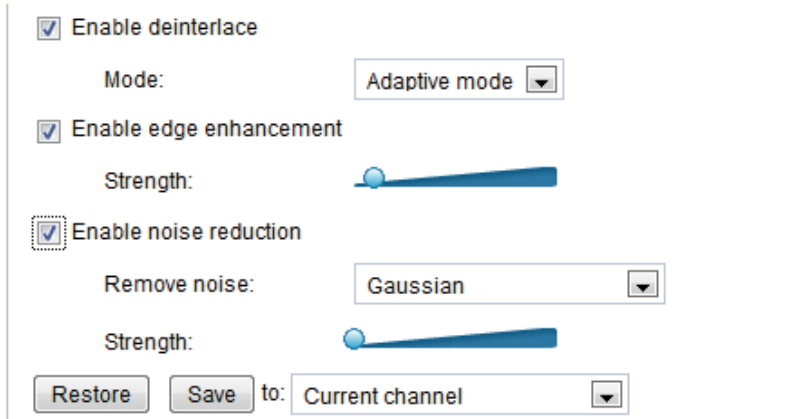 Enable deinterlace
Mode: Adaptive mode
Enable edge enhancement
Strength:
Enable noise reduction
Remove noise: Gaussian
Strength:
Restore Save to: Current channel